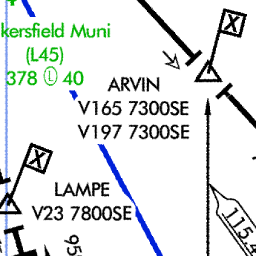 kersfield Muni
(L45)
378 Ⓛ 40
X
ARVIN
V165 7300SE
V197 7300SE
X
LAMPE
V23 7800SE
115.4
95